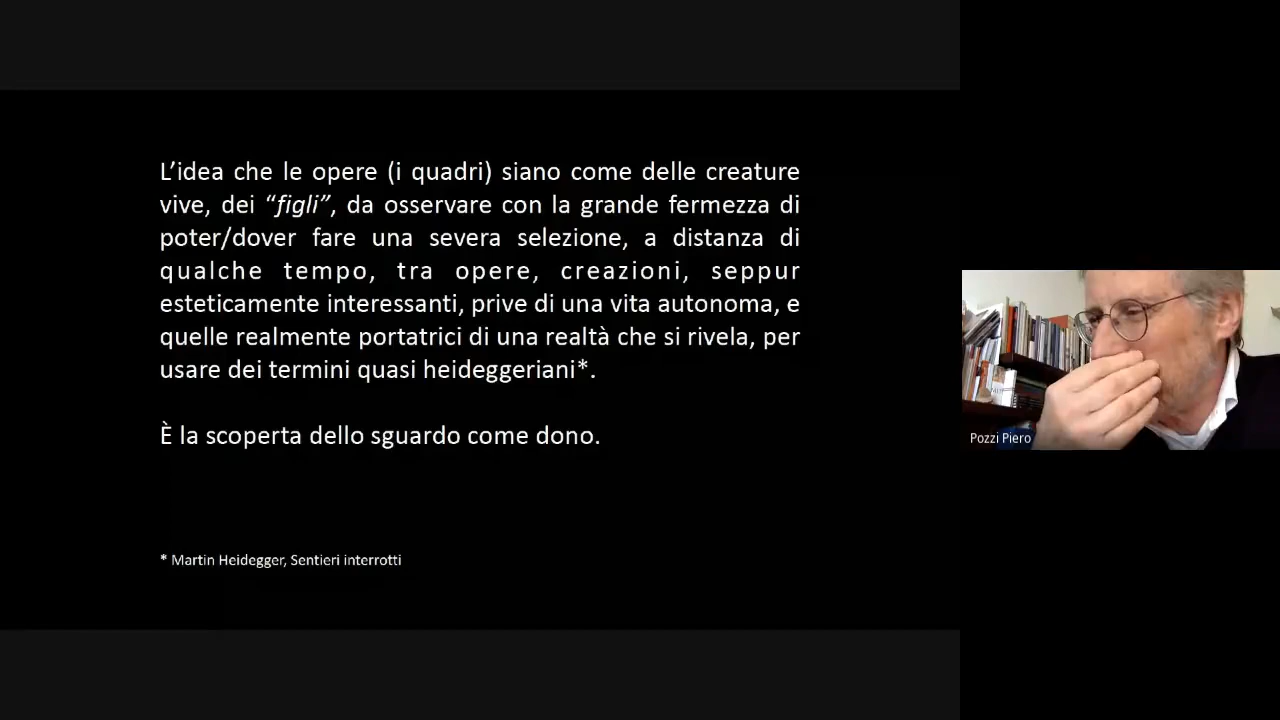 L’idea che le opere (i quadri) siano come delle creature
vive, dei “figli”, da osservare con la grande fermezza di
poter/dover fare una severa selezione, a distanza di
qualche tempo, tra opere, creazioni, seppur
esteticamente interessanti, prive di una vita autonoma, e
quelle realmente portatrici di una realtà che si rivela, per
usare dei termini quasi heideggeriani*.
È la scoperta dello sguardo come dono.
* Martin Heidegger, Sentieri interrotti
Pozzi Piero